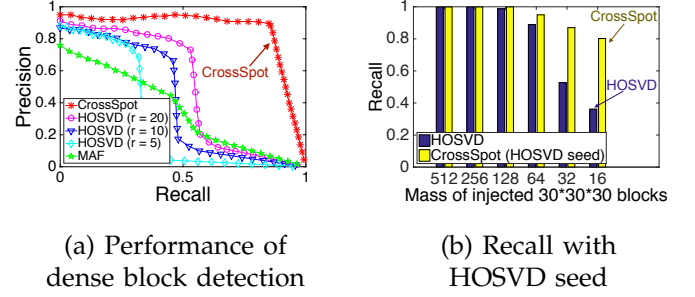 1
0.8
0.6
0.4
0.2
0
Precision
CrossSpot
CrossSpot
HOSVD (r = 20)
HOSVD (r = 10)
HOSVD (r = 5)
MAF
0 0.5 1
Recall
(a) Performance of
dense block detection
1
0.8
0.6
0.4
0.2
0
Recall
CrossSpot
HOSVD
HOSVD
CrossSpot (HOSVD seed)
512 256 128 64 32 16
Mass of injected 30*30*30 blocks
(b) Recall with
HOSVD seed